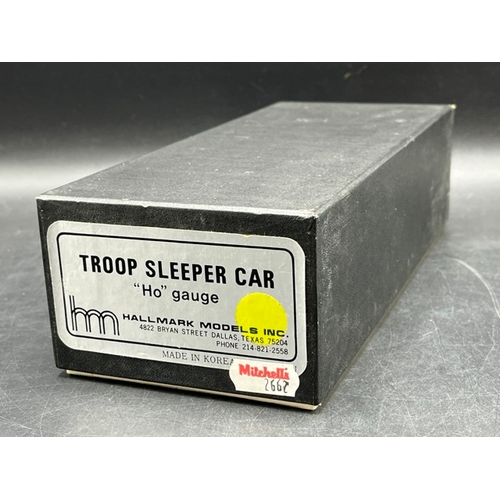 TROOP SLEEPER CAR
"Ho" gauge
hm HALLMARK MODELS INC.
4822 BRYAN STREET DALLAS, TEXAS 75204
PHONE 214-821-2558
MADE IN KOREA
Mitchell's
2662